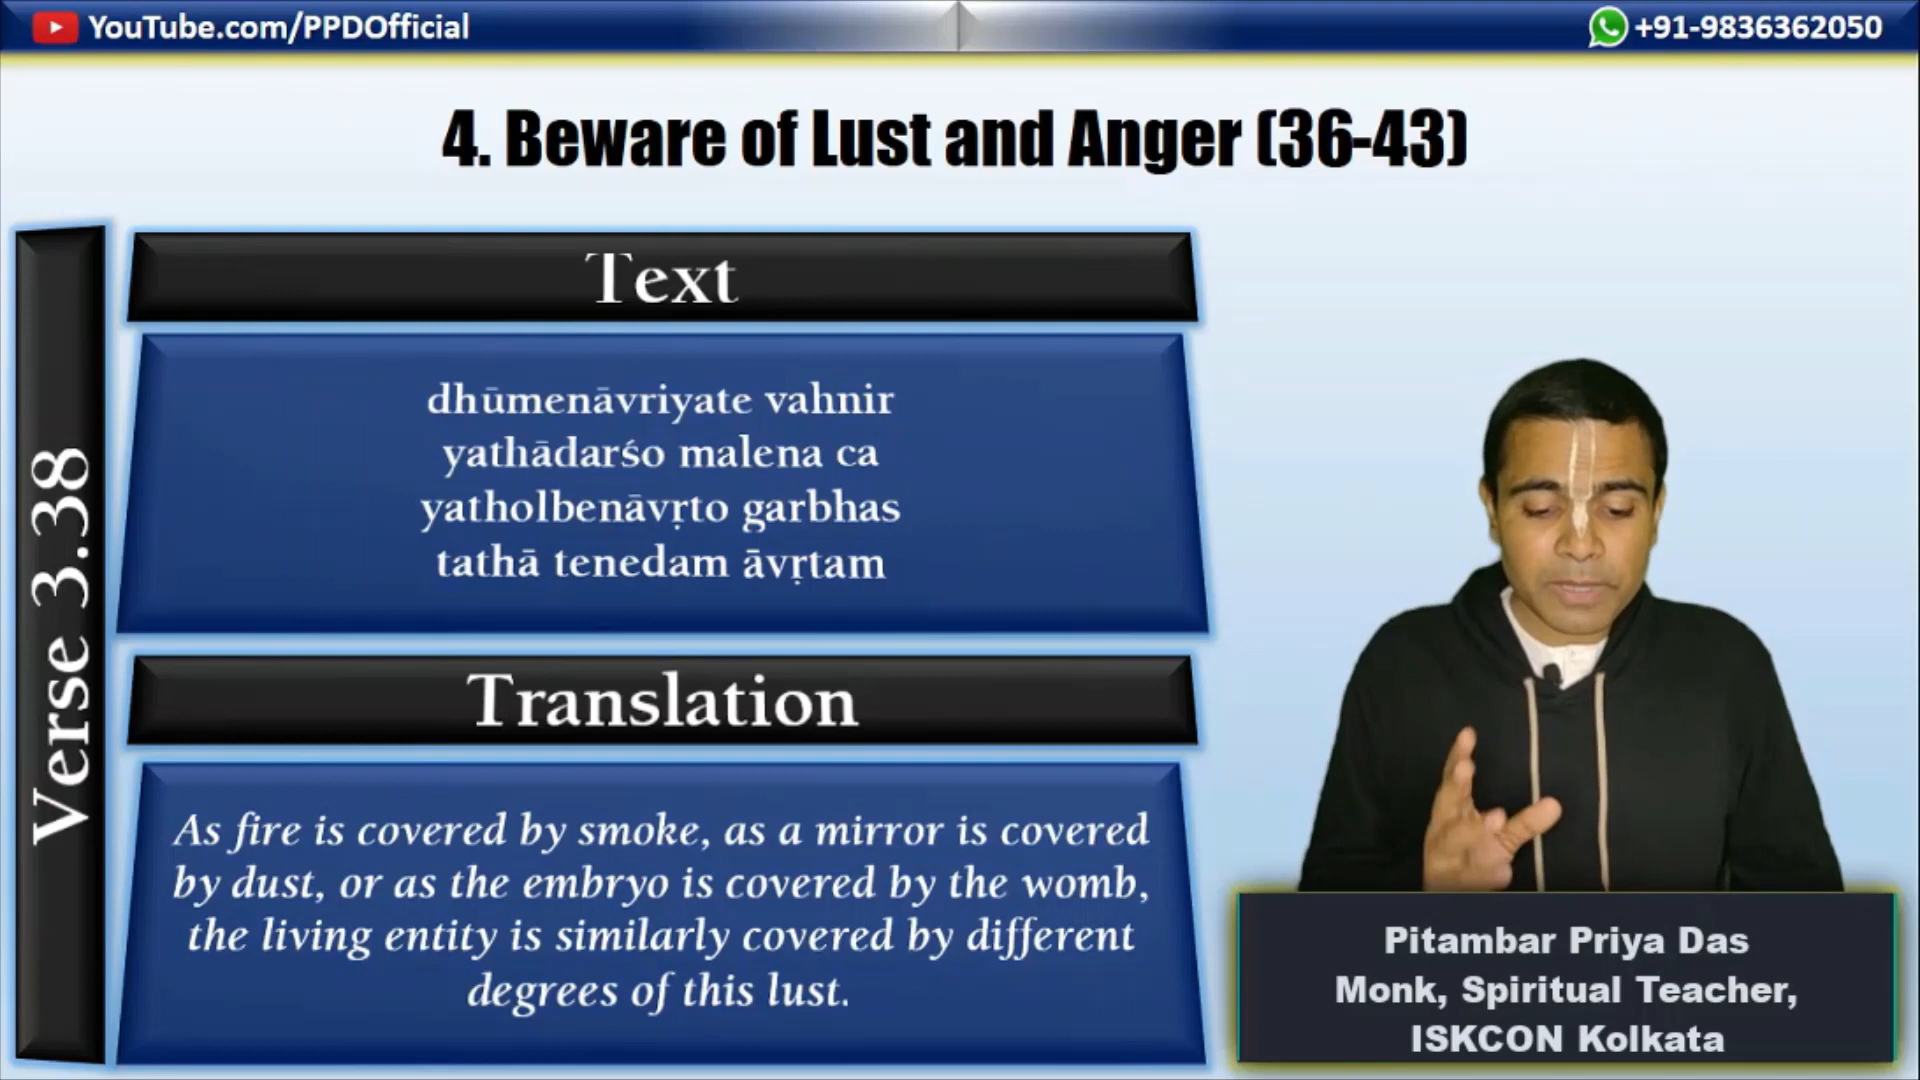 YouTube.com/PPDOfficial
+91-9836362050
4. Beware of Lust and Anger (36-43)
Verse 3.38
Text
dhūmenāvriyate vahnir
yathādarśo malena ca
yatholbenāvṛto garbhas
tathā tenedam āvṛtam
Translation
As fire is covered by smoke, as a mirror is covered
by dust, or as the embryo is covered by the womb,
the living entity is similarly covered by different
degrees of this lust.
Pitambar Priya Das
Monk, Spiritual Teacher,
ISKCON Kolkata